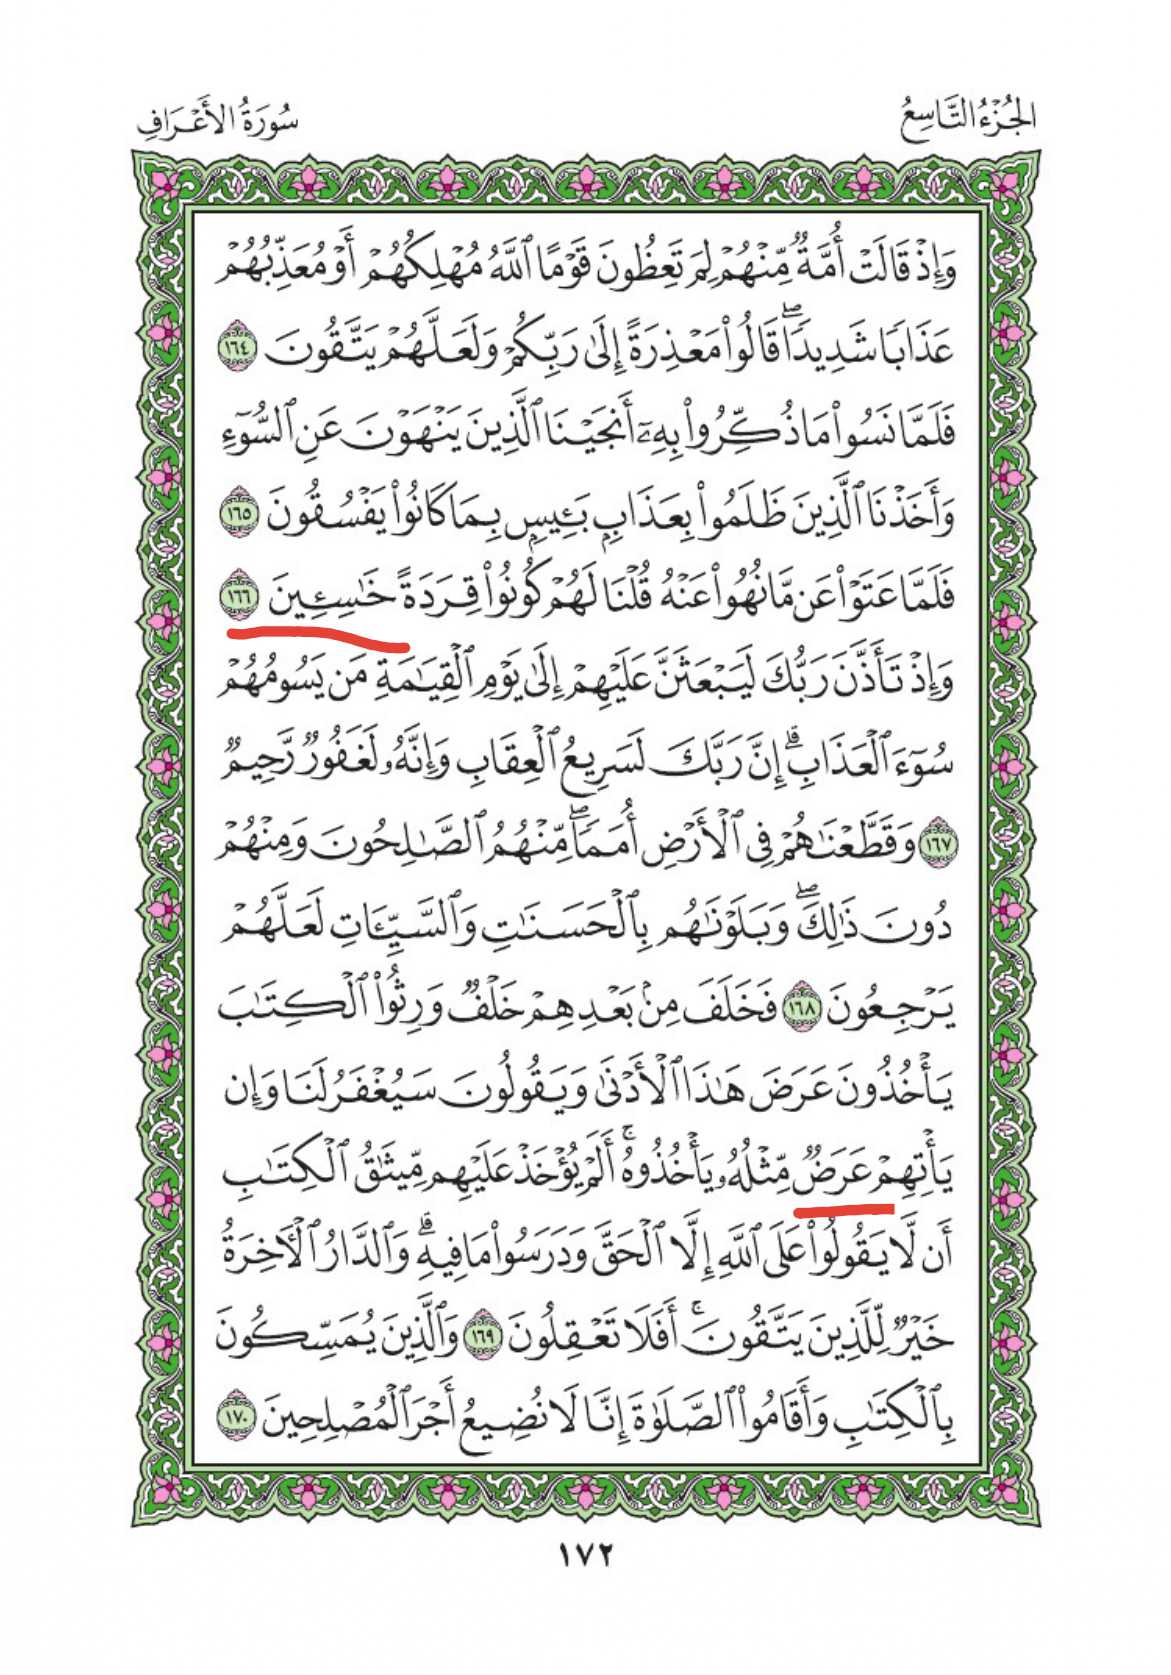 الجُزْءُ التَّاسِعُ
سُورَةُ الأَعْرَافِ
وَإِذْ قَالَتْ أُمَّةٌ مِّنْهُمْ لِمَ تَعِظُونَ قَوْمًا ٱللَّهُ مُهْلِكُهُمْ أَوْ مُعَذِّبُهُمْ
عَذَابًا شَدِيدًاۖ قَالُوا۟ مَعْذِرَةً إِلَىٰ رَبِّكُمْ وَلَعَلَّهُمْ يَتَّقُونَ ١٦٤
فَلَمَّا نَسُوا۟ مَا ذُكِّرُوا۟ بِهِۦٓ أَنجَيْنَا ٱلَّذِينَ يَنْهَوْنَ عَنِ ٱلسُّوٓءِ
وَأَخَذْنَا ٱلَّذِينَ ظَلَمُوا۟ بِعَذَابٍۭ بَـِٔيسٍۭ بِمَا كَانُوا۟ يَفْسُقُونَ ١٦٥
فَلَمَّا عَتَوْا۟ عَن مَّا نُهُوا۟ عَنْهُ قُلْنَا لَهُمْ كُونُوا۟ قِرَدَةً خَـٰسِـِٔينَ ١٦٦
وَإِذْ تَأَذَّنَ رَبُّكَ لَيَبْعَثَنَّ عَلَيْهِمْ إِلَىٰ يَوْمِ ٱلْقِيَـٰمَةِ مَن يَسُومُهُمْ
سُوٓءَ ٱلْعَذَابِۗ إِنَّ رَبَّكَ لَسَرِيعُ ٱلْعِقَابِ وَإِنَّهُۥ لَغَفُورٌ رَّحِيمٌ
١٦٧ وَقَطَّعْنَـٰهُمْ فِى ٱلْأَرْضِ أُمَمًاۖ مِّنْهُمُ ٱلصَّـٰلِحُونَ وَمِنْهُمْ
دُونَ ذَٰلِكَۖ وَبَلَوْنَـٰهُم بِٱلْحَسَنَـٰتِ وَٱلسَّيِّـَٔاتِ لَعَلَّهُمْ
يَرْجِعُونَ ١٦٨ فَخَلَفَ مِنۢ بَعْدِهِمْ خَلْفٌ وَرِثُوا۟ ٱلْكِتَـٰبَ
يَأْخُذُونَ عَرَضَ هَـٰذَا ٱلْأَدْنَىٰ وَيَقُولُونَ سَيُغْفَرُ لَنَا وَإِن
يَأْتِهِمْ عَرَضٌ مِّثْلُهُۥ يَأْخُذُوهُۚ أَلَمْ يُؤْخَذْ عَلَيْهِم مِّيثَـٰقُ ٱلْكِتَـٰبِ
أَن لَّا يَقُولُوا۟ عَلَى ٱللَّهِ إِلَّا ٱلْحَقَّ وَدَرَسُوا۟ مَا فِيهِۗ وَٱلدَّارُ ٱلْـَٔاخِرَةُ
خَيْرٌ لِّلَّذِينَ يَتَّقُونَۚ أَفَلَا تَعْقِلُونَ ١٦٩ وَٱلَّذِينَ يُمَسِّكُونَ
بِٱلْكِتَـٰبِ وَأَقَامُوا۟ ٱلصَّلَوٰةَ إِنَّا لَا نُضِيعُ أَجْرَ ٱلْمُصْلِحِينَ ١٧٠
١٧٢